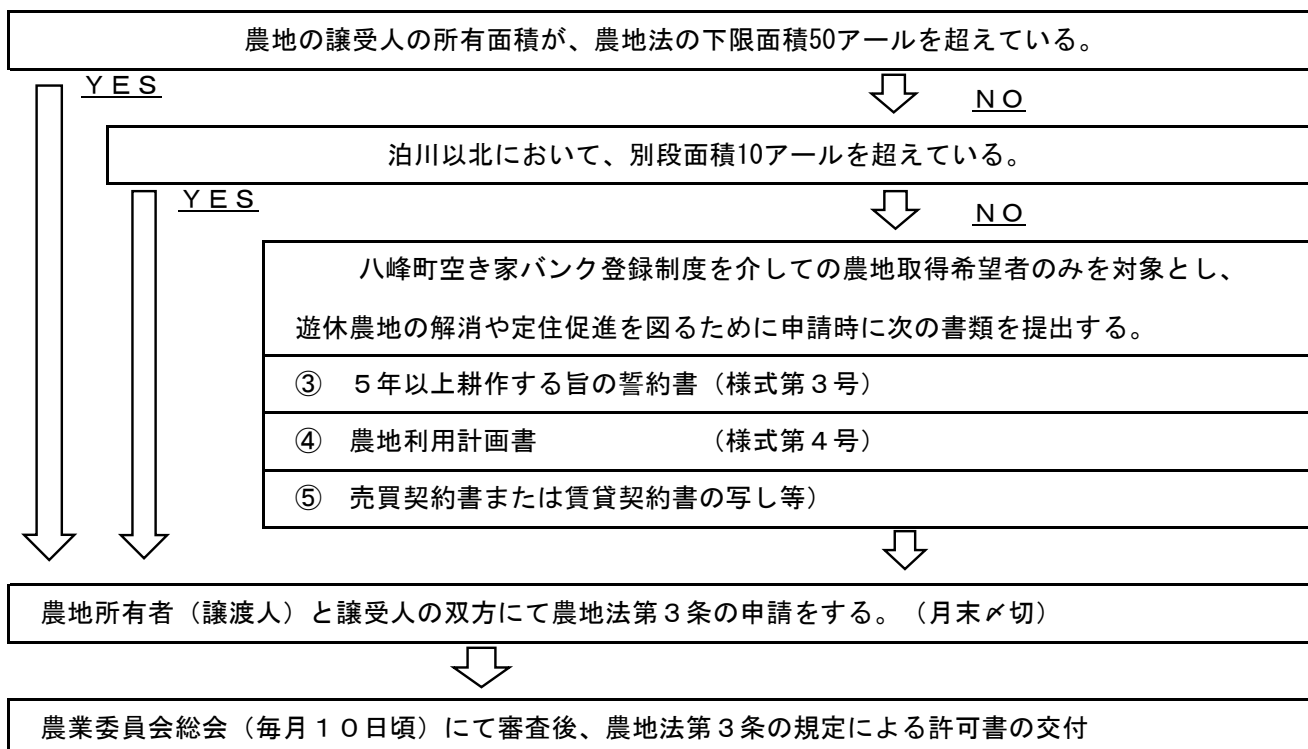 農地の譲受人の所有面積が、農地法の下限面積50アールを超えている。
ＹＥＳ
ＮＯ
泊川以北において、別段面積10アールを超えている。
ＹＥＳ
ＮＯ
八峰町空き家バンク登録制度を介しての農地取得希望者のみを対象とし、
遊休農地の解消や定住促進を図るために申請時に次の書類を提出する。
③　５年以上耕作する旨の誓約書（様式第３号）
④　農地利用計画書　　　　　　　（様式第４号）
⑤　売買契約書または賃貸契約書の写し等）
農地所有者（譲渡人）と譲受人の双方にて農地法第３条の申請をする。（月末〆切）
農業委員会総会（毎月１０日頃）にて審査後、農地法第３条の規定による許可書の交付